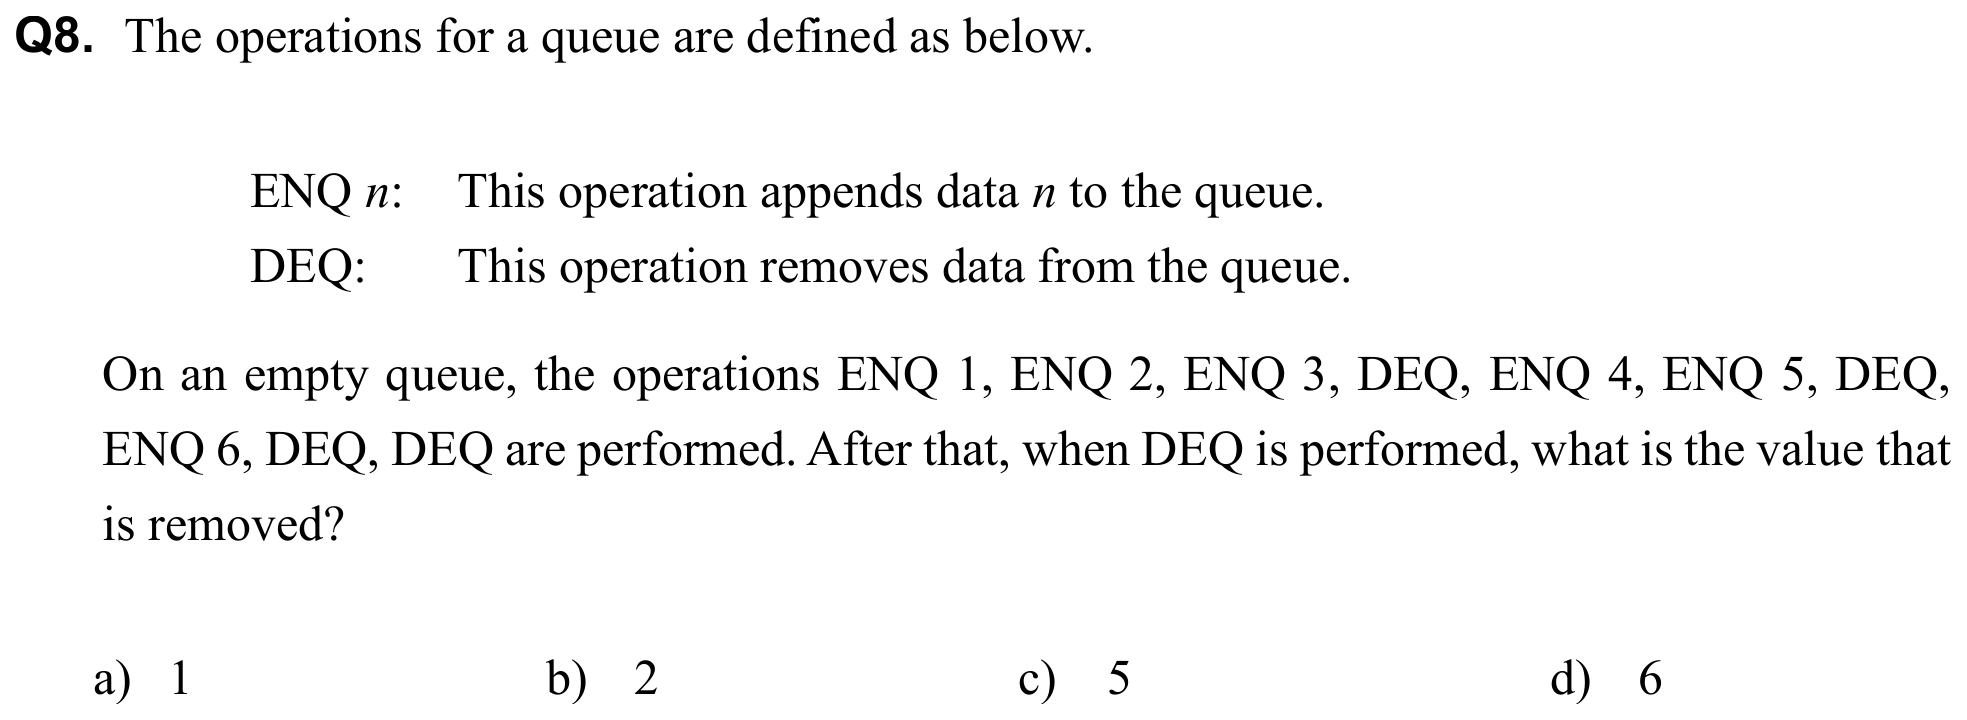 Q8. The operations for a queue are defined as below.
ENQ n: This operation appends data n to the queue.
DEQ: This operation removes data from the queue.
On an empty queue, the operations ENQ 1, ENQ 2, ENQ 3, DEQ, ENQ 4, ENQ 5, DEQ,
ENQ 6, DEQ, DEQ are performed. After that, when DEQ is performed, what is the value that
is removed?
a) 1 b) 2 c) 5 d) 6